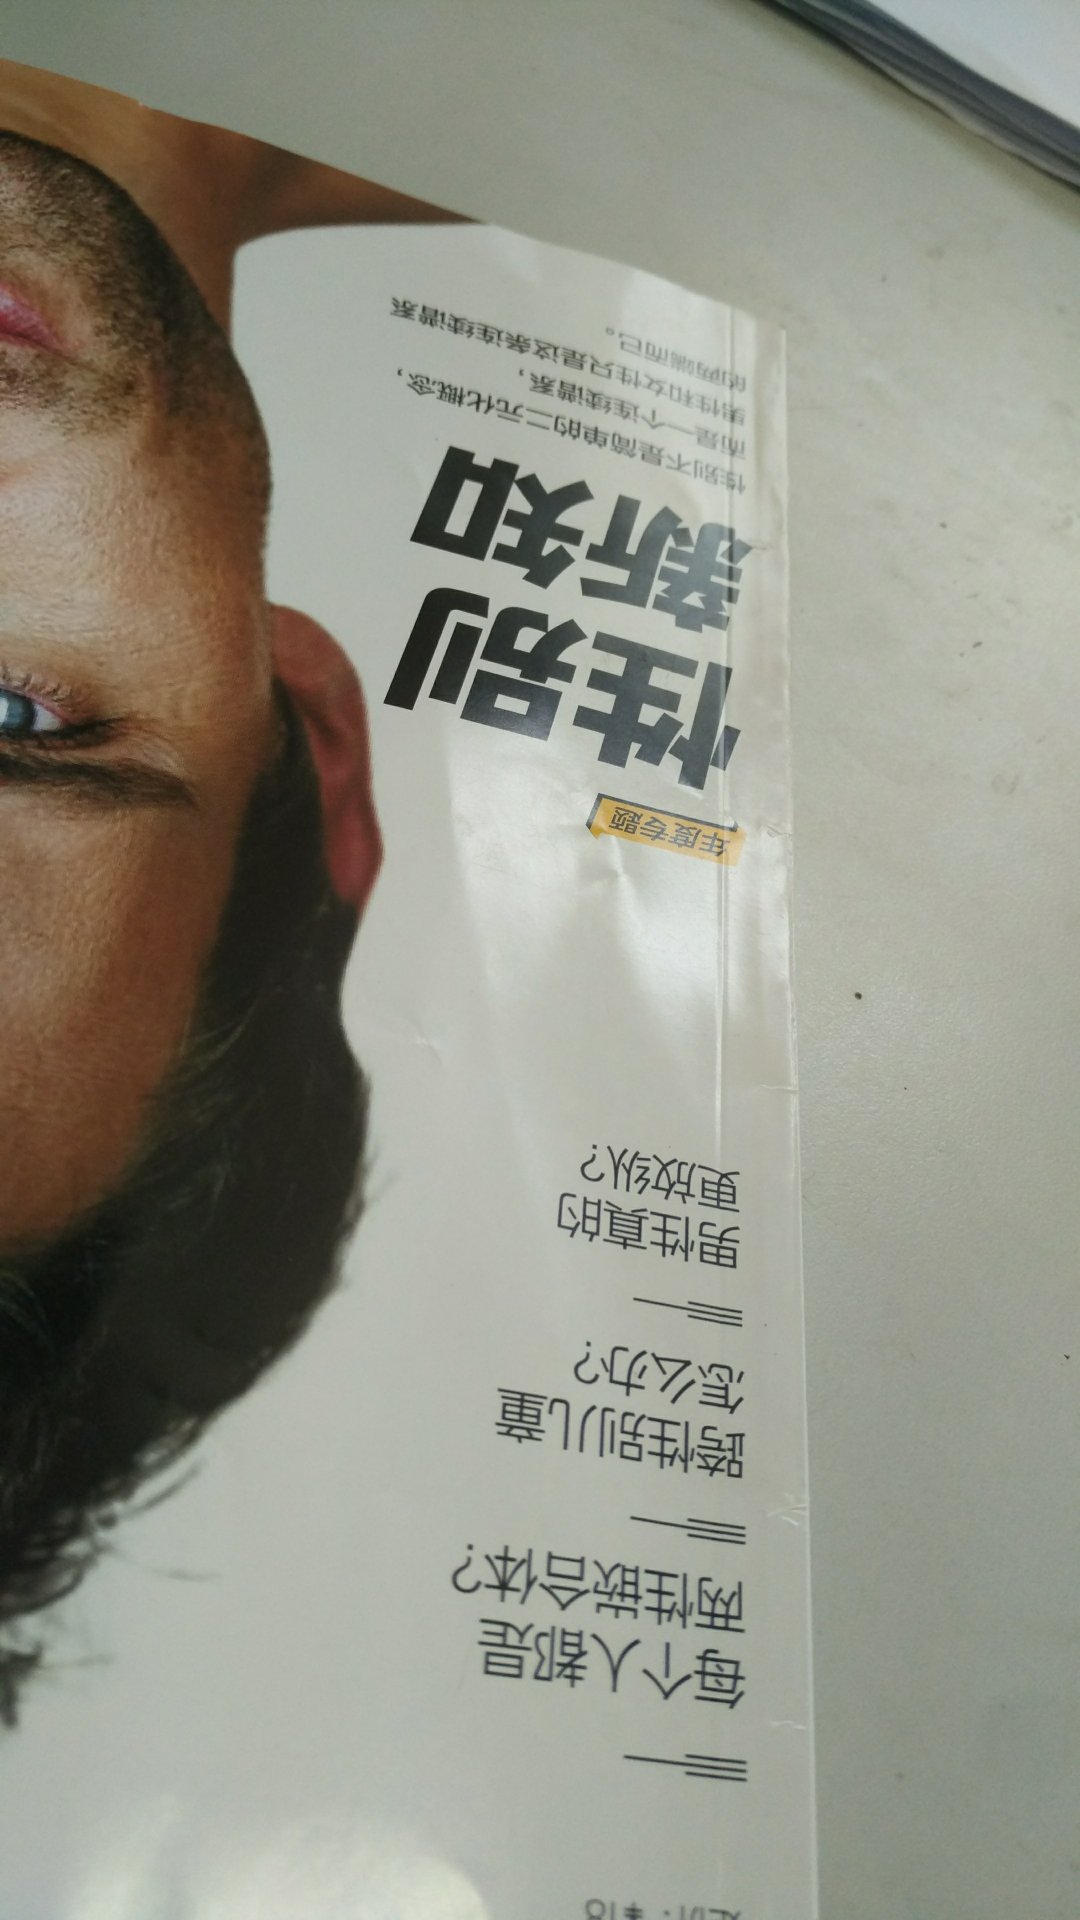 定价：¥18
每个人都是
两性嵌合体？
跨性别儿童
怎么办？
男性真的
更放纵？
年度专题
性别
新知
性别不是简单的二元化概念，
而是一个连续谱系，
男性和女性只是这条连续谱系
的两端而已。